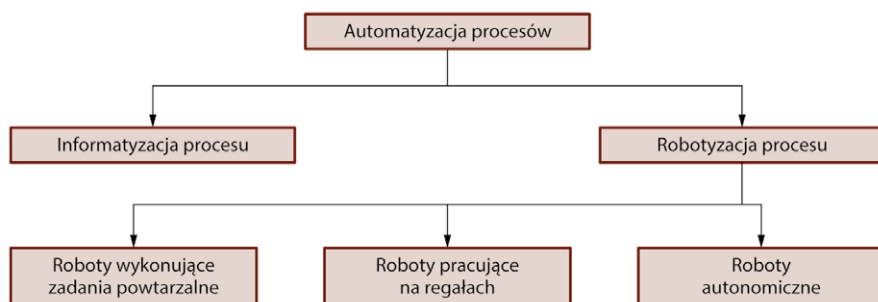 Automatyzacja procesów
Informatyzacja procesu
Robotyzacja procesu
Roboty wykonujące
zadania powtarzalne
Roboty pracujące
na regałach
Roboty
autonomiczne